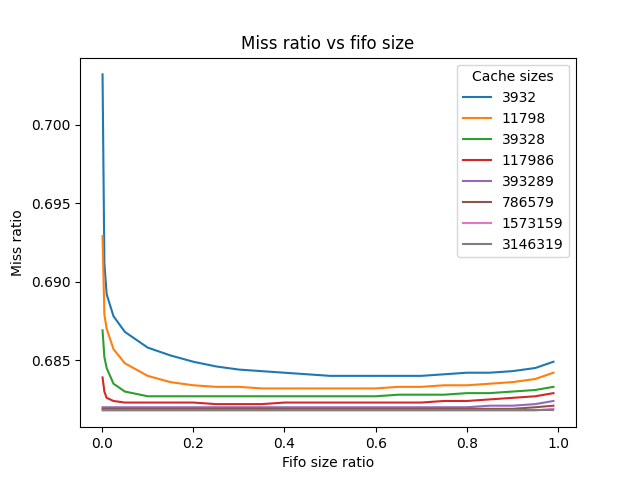 Miss ratio vs fifo size
Cache sizes
3932
11798
39328
117986
393289
786579
1573159
3146319
0.700
0.695
0.690
0.685
Miss ratio
0.0 0.2 0.4 0.6 0.8 1.0
Fifo size ratio